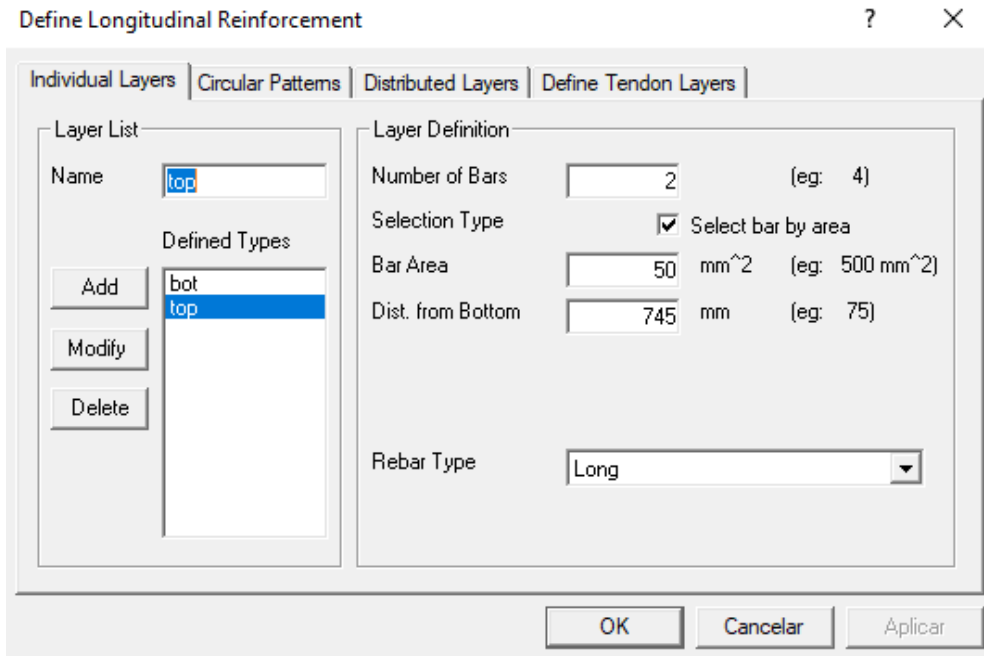 Define Longitudinal Reinforcement ? ×
Individual Layers Circular Patterns Distributed Layers Define Tendon Layers
Layer List
Name top
Defined Types
bot
top
Add
Modify
Delete
Layer Definition
Number of Bars 2 (eg: 4)
Selection Type Select bar by area
Bar Area 50 mm^2 (eg: 500 mm^2)
Dist. from Bottom 745 mm (eg: 75)
Rebar Type Long
OK Cancelar Aplicar